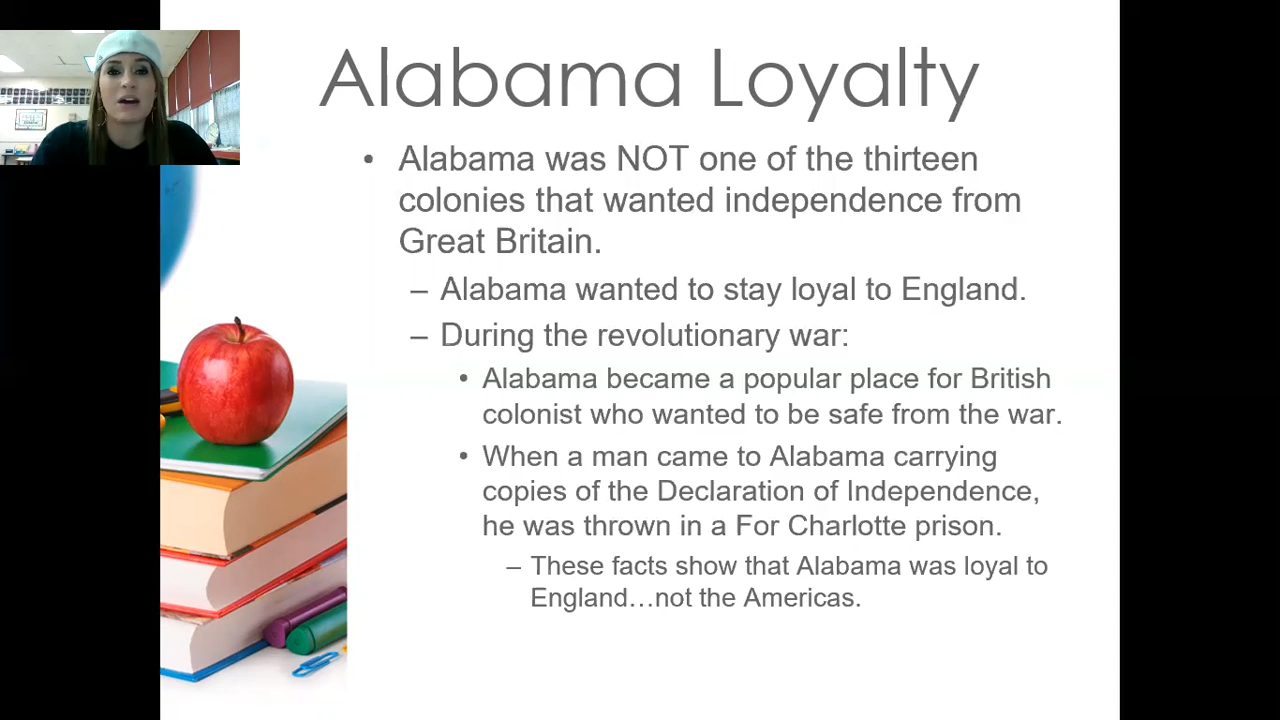 Alabama Loyalty
• Alabama was NOT one of the thirteen
colonies that wanted independence from
Great Britain.
– Alabama wanted to stay loyal to England.
– During the revolutionary war:
• Alabama became a popular place for British
colonist who wanted to be safe from the war.
• When a man came to Alabama carrying
copies of the Declaration of Independence,
he was thrown in a For Charlotte prison.
– These facts show that Alabama was loyal to
England…not the Americas.